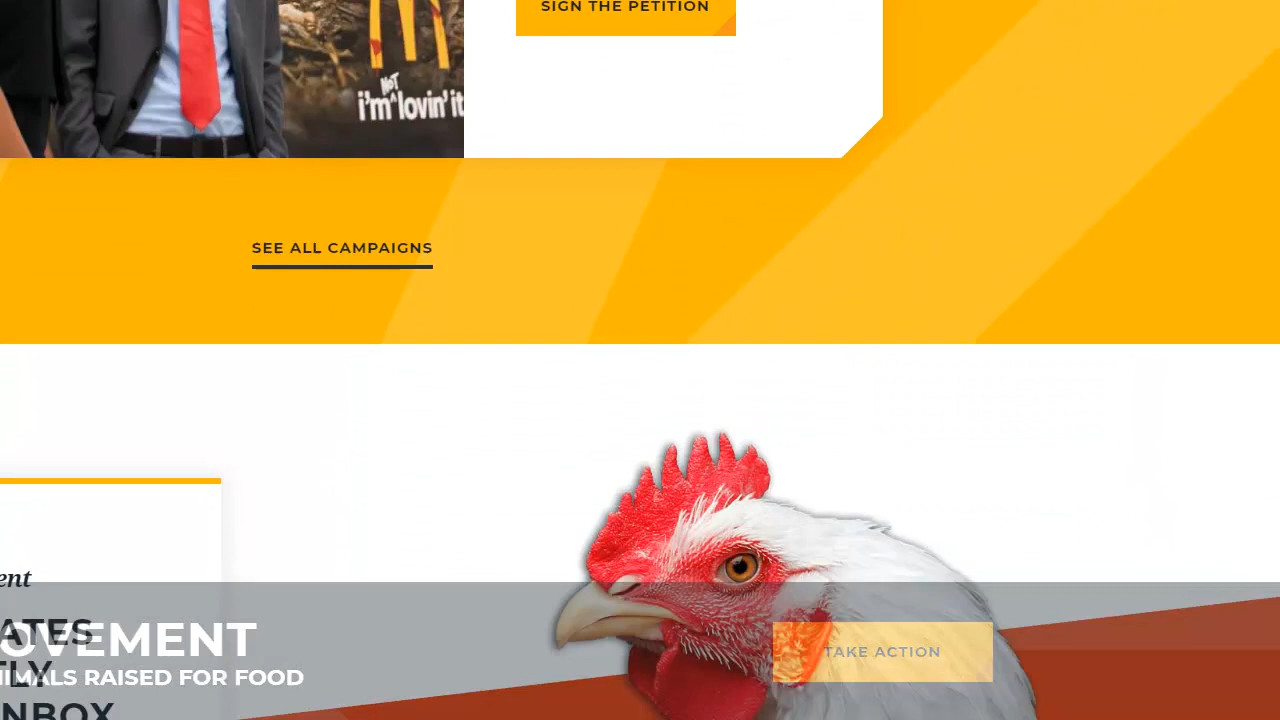 SIGN THE PETITION
NOT
i'm^lovin' it
SEE ALL CAMPAIGNS
OVEMENT
ANIMALS RAISED FOR FOOD
TAKE ACTION
ent
ATES
TLY
NBOX